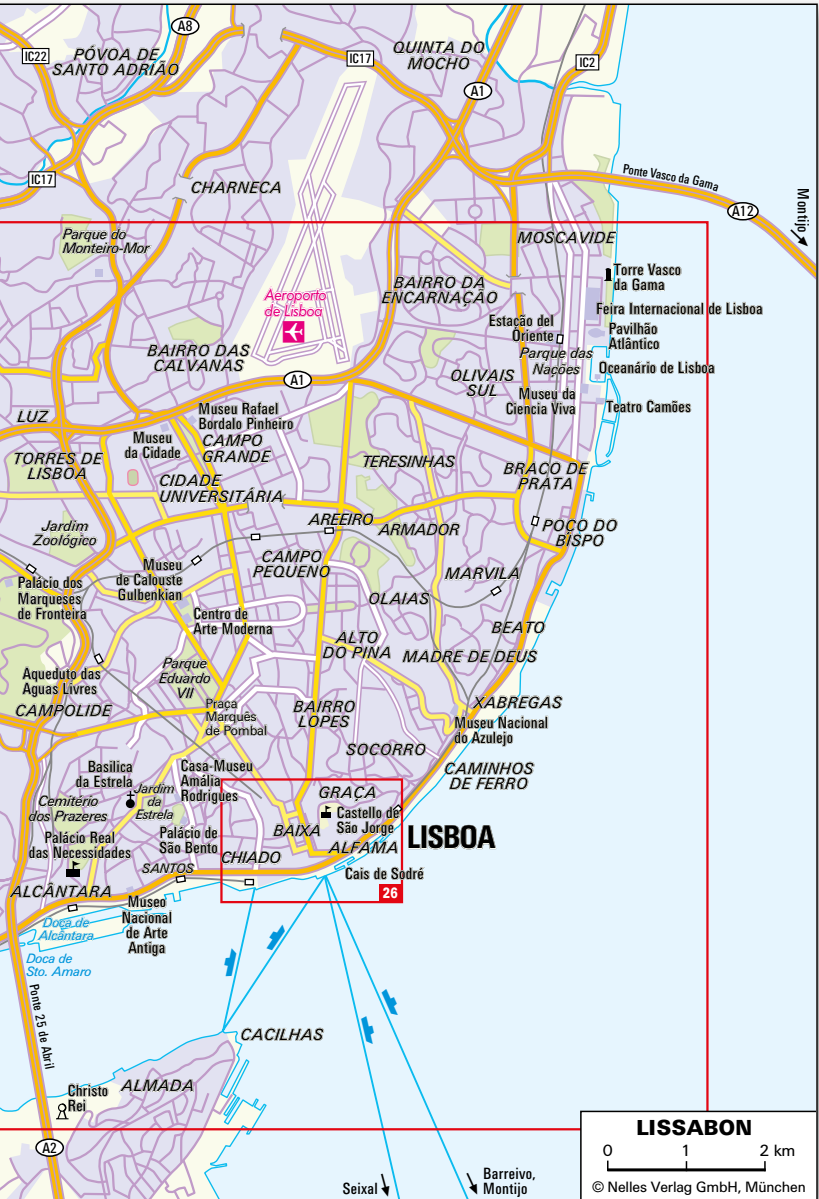 A8
IC22
PÓVOA DE
SANTO ADRIÃO
IC17
QUINTA DO
MOCHO
IC2
A1
IC17
CHARNECA
Ponte Vasco da Gama
A12
Montijo
Parque do
Monteiro-Mor
MOSCAVIDE
Torre Vasco
da Gama
BAIRRO DA
ENCARNAÇÃO
Aeroporto
de Lisboa
Feira Internacional de Lisboa
Estação del
Oriente
Pavilhão
Atlântico
BAIRRO DAS
CALVANAS
Parque das
Nações
Oceanário de Lisboa
A1
OLIVAIS
SUL
Museu da
Ciencia Viva
Teatro Camões
LUZ
Museu Rafael
Bordalo Pinheiro
Museu
da Cidade
CAMPO
GRANDE
TORRES DE
LISBOA
TERESINHAS
BRACO DE
PRATA
CIDADE
UNIVERSITÁRIA
Jardim
Zoológico
AREEIRO
ARMADOR
POCO DO
BISPO
CAMPO
PEQUENO
Museu
de Calouste
Gulbenkian
MARVILA
Palácio dos
Marqueses
de Fronteira
OLAIAS
Centro de
Arte Moderna
BEATO
ALTO
DO PINA
MADRE DE DEUS
Parque
Eduardo
VII
Aqueduto das
Aguas Livres
CAMPOLIDE
Praça
Marquês
de Pombal
BAIRRO
LOPES
XABREGAS
Museu Nacional
do Azulejo
SOCORRO
Basilica
da Estrela
Casa-Museu
Amália
Rodrigues
CAMINHOS
DE FERRO
Jardim
da
Estrela
GRAÇA
Cemitério
dos Prazeres
Castello de
São Jorge
BAIXA
LISBOA
Palácio Real
das Necessidades
Palácio de
São Bento
ALFAMA
CHIADO
SANTOS
Cais de Sodré
ALCÂNTARA
26
Museo
Nacional
de Arte
Antiga
Doca de
Alcântara
Doca de
Sto. Amaro
Ponte 25 de Abril
CACILHAS
ALMADA
Christo
Rei
A2
LISSABON
0 1 2 km
© Nelles Verlag GmbH, München
Seixal
Barreivo,
Montijo